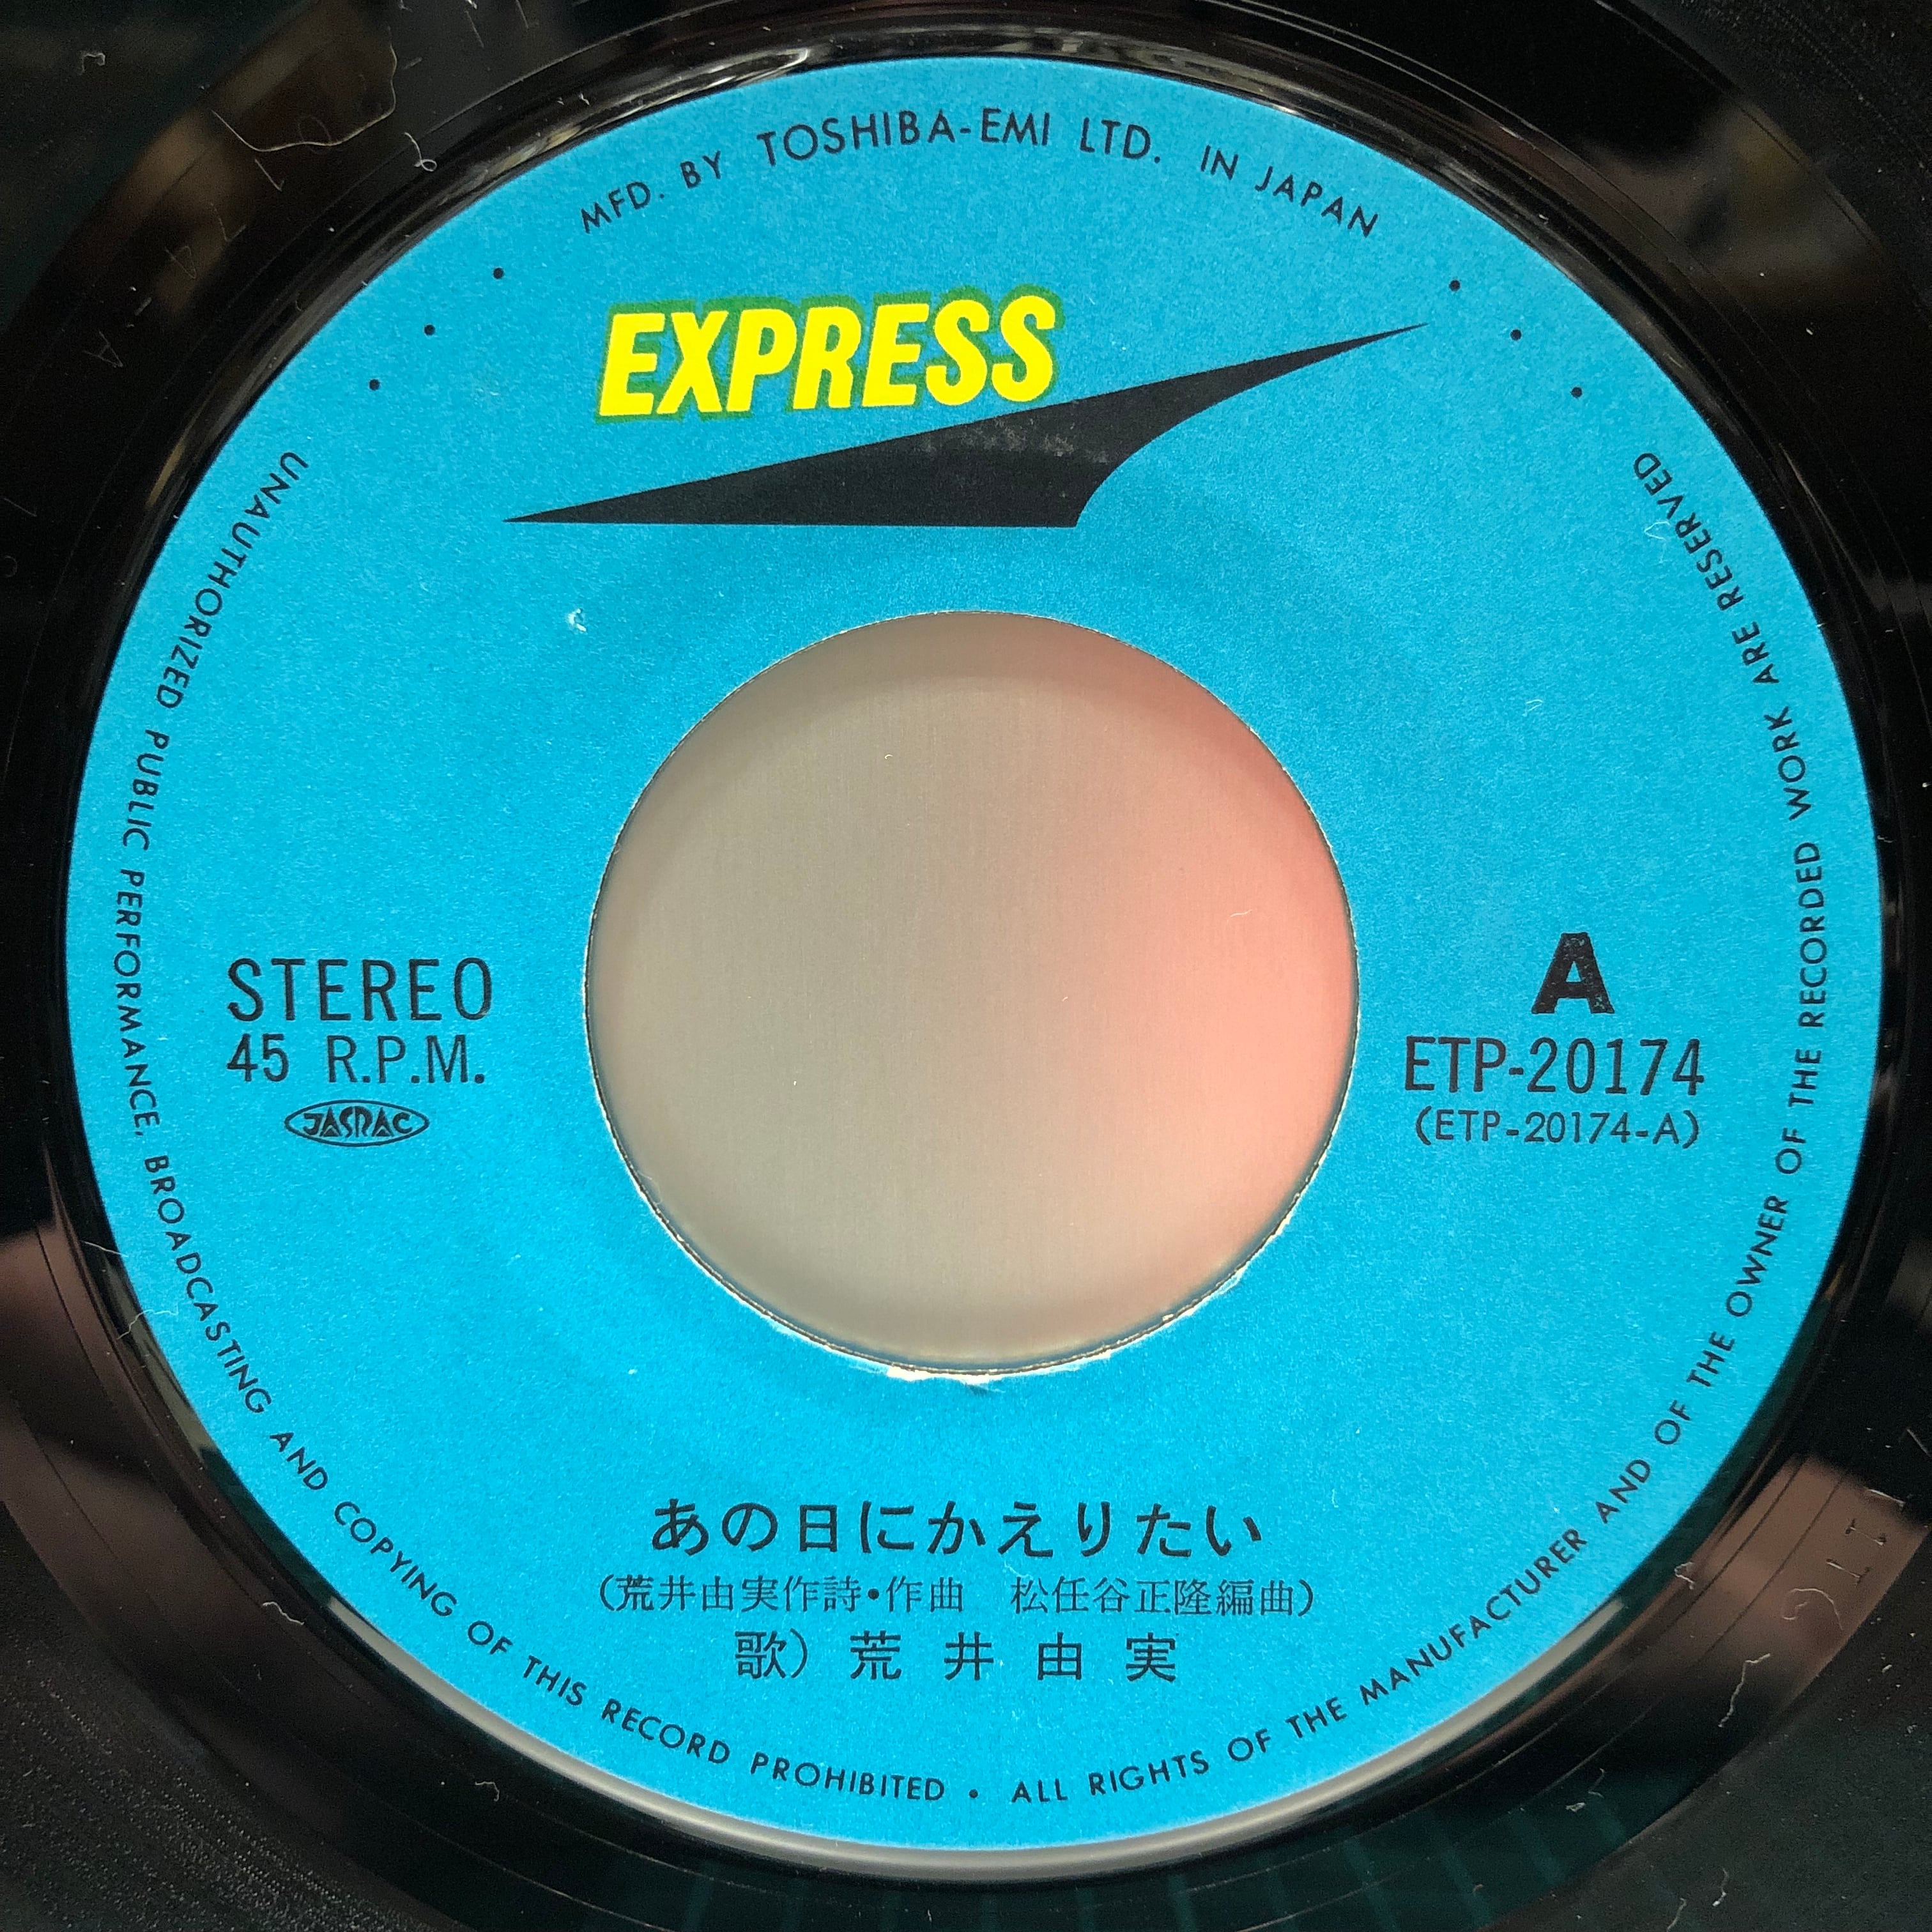 MFD. BY TOSHIBA-EMI LTD. IN JAPAN
EXPRESS
STEREO
45 R.P.M.
JASRAC
A
ETP-20174
(ETP-20174-A)
あの日にかえりたい
(荒井由実作詩・作曲 松任谷正隆編曲)
歌) 荒井由実
UNAUTHORIZED PUBLIC PERFORMANCE, BROADCASTING AND COPYING OF THIS RECORD PROHIBITED • ALL RIGHTS OF THE MANUFACTURER AND OF THE OWNER OF THE RECORDED WORK ARE RESERVED